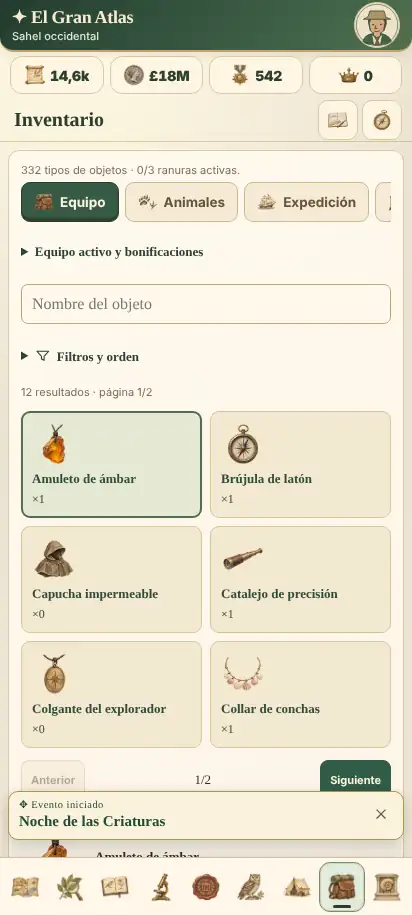 ✦ El Gran Atlas
Sahel occidental
14,6k
£18M
542
0
Inventario
332 tipos de objetos · 0/3 ranuras activas.
Equipo
Animales
Expedición
Equipo activo y bonificaciones
Nombre del objeto
Filtros y orden
12 resultados · página 1/2
Amuleto de ámbar
×1
Brújula de latón
×1
Capucha impermeable
×0
Catalejo de precisión
×1
Colgante del explorador
×0
Collar de conchas
×1
Anterior
1/2
Siguiente
✥ Evento iniciado
Noche de las Criaturas
Amuleto de ámbar